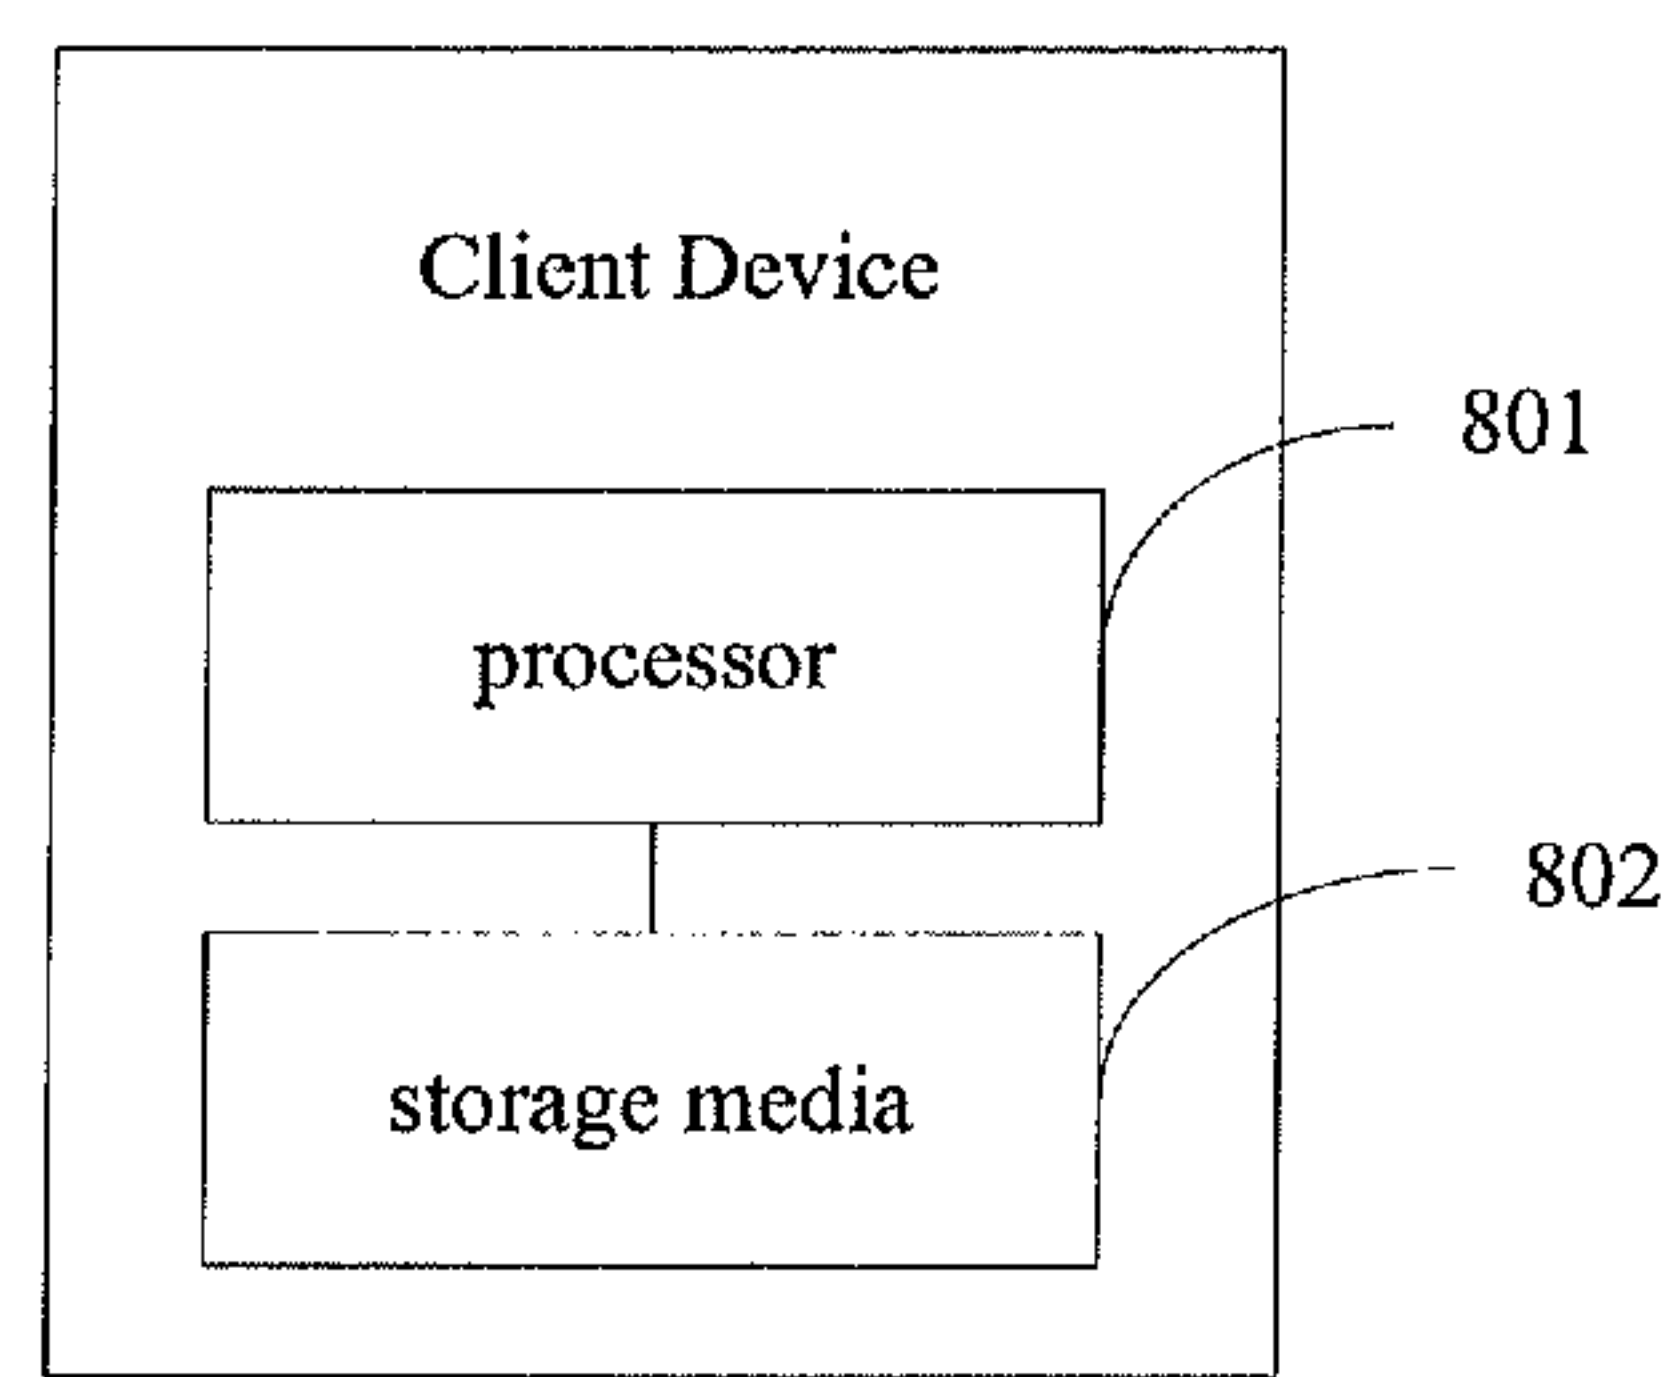 Client Device
801
processor
802
storage media